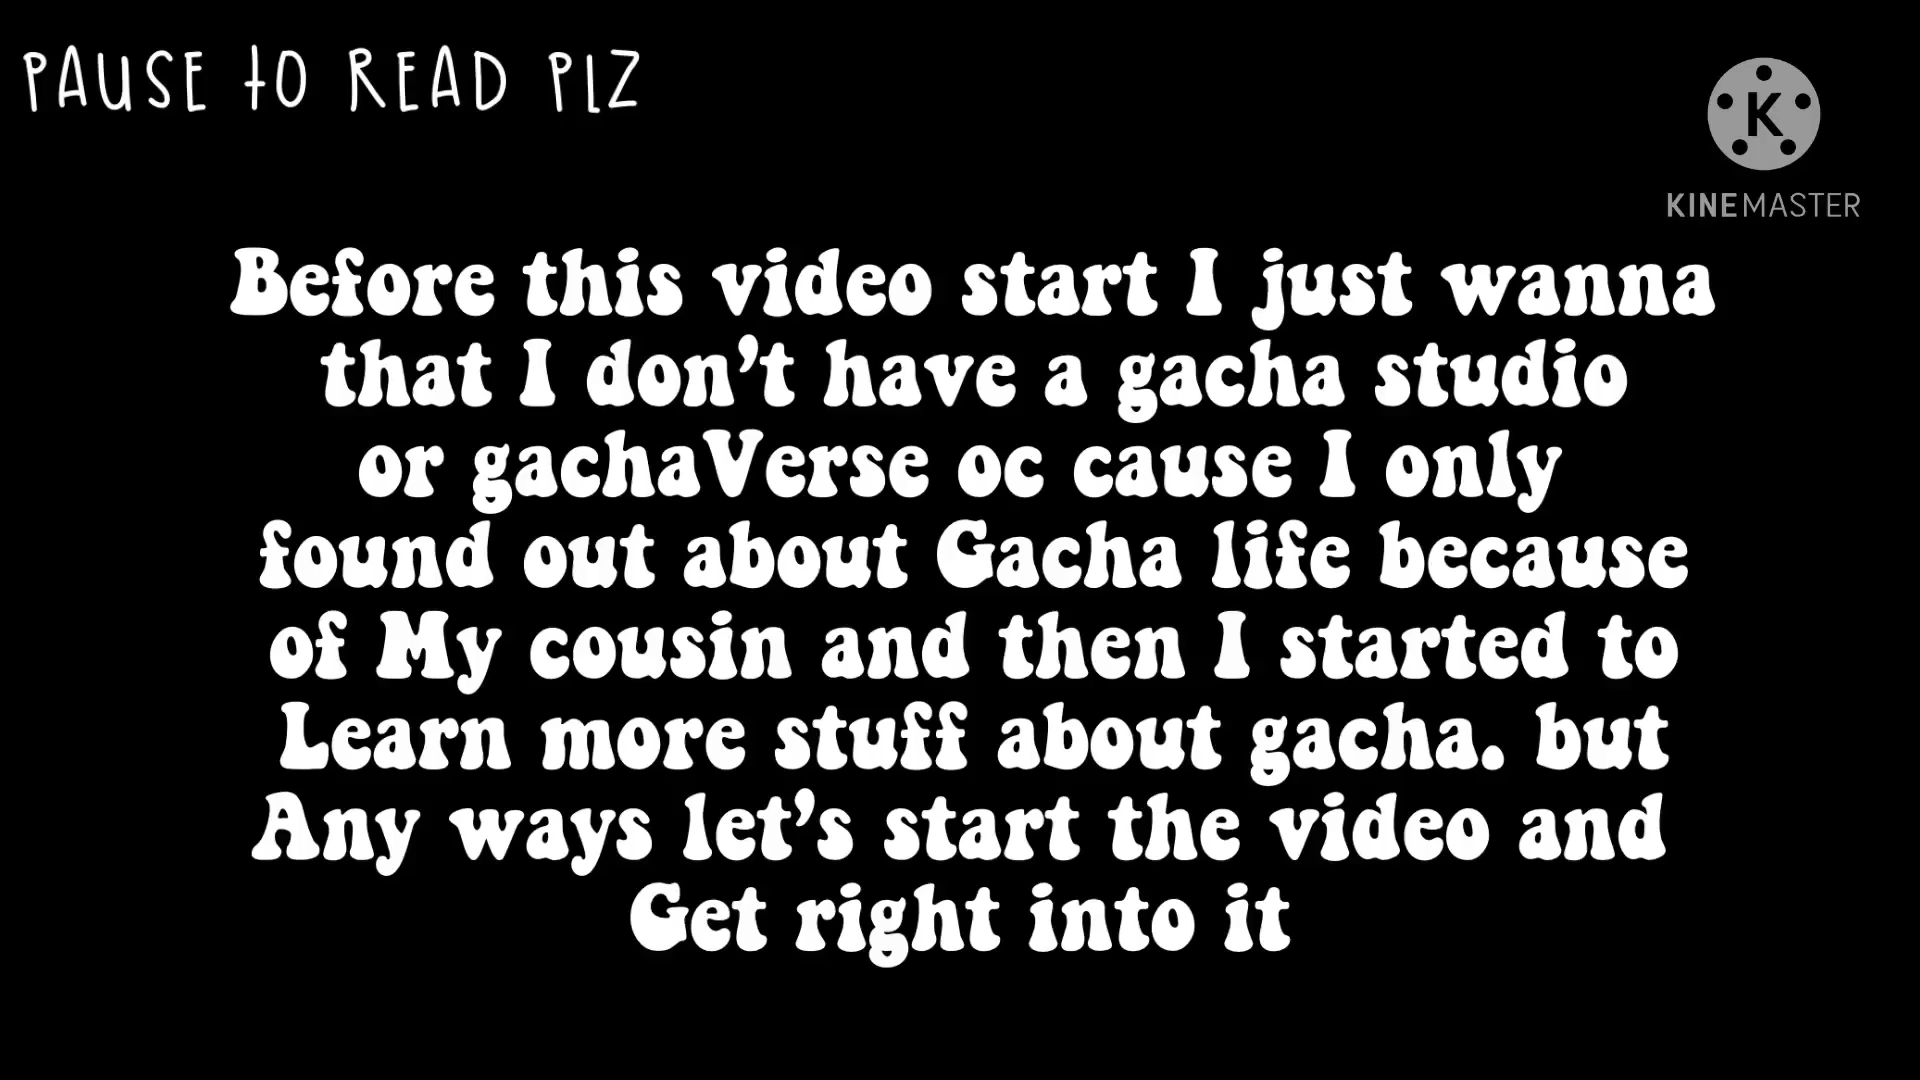 PAUSE tO READ PLZ
K
KINEMASTER
Before this video start I just wanna
that I don't have a gacha studio
or gachaVerse oc cause I only
found out about Gacha life because
of My cousin and then I started to
Learn more stuff about gacha. but
Any ways let's start the video and
Get right into it